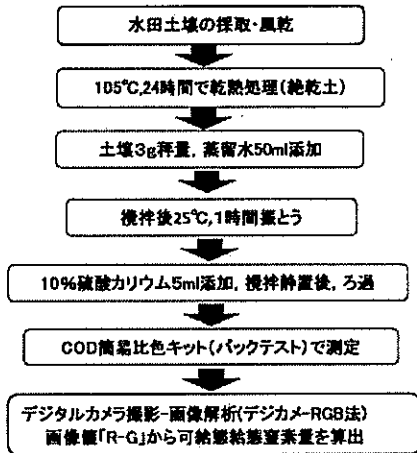 水田土壌の採取・風乾
105℃,24時間で乾熱処理(絶乾土)
土壌3g秤量，蒸留水50ml添加
攪拌後25℃,1時間振とう
10%硫酸カリウム5ml添加，攪拌静置後，ろ過
COD簡易比色キット(パックテスト)で測定
デジタルカメラ撮影-画像解析(デジカメ-RGB法)
画像値「R-G」から可給態給態窒素量を算出